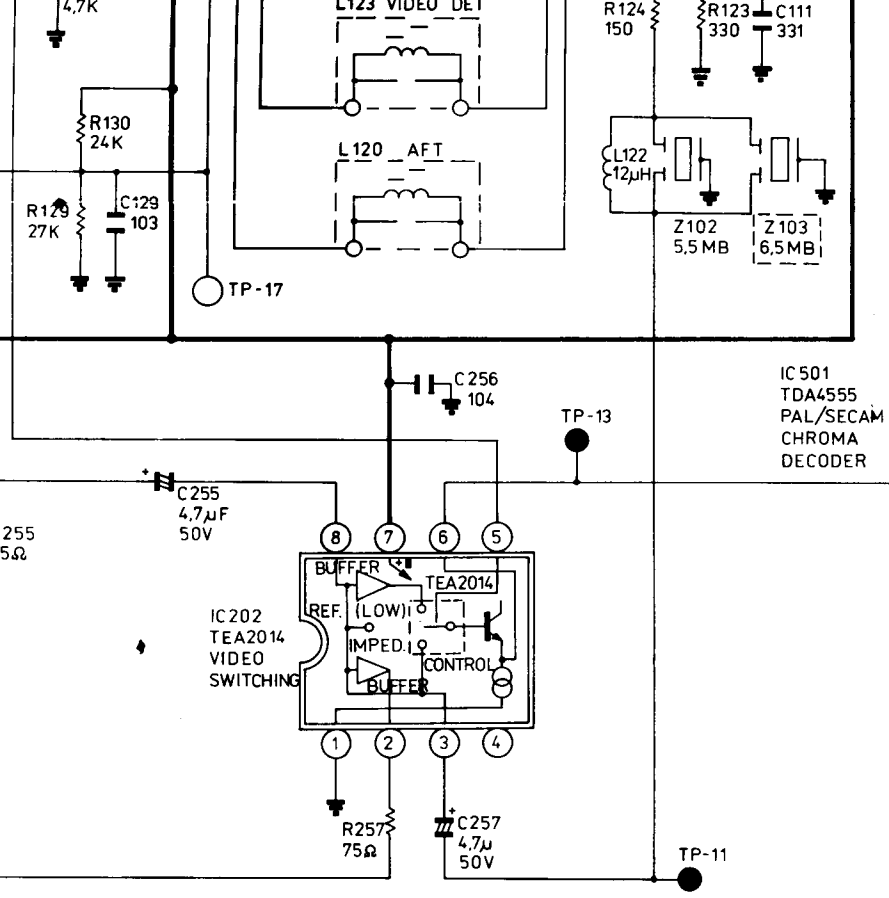 4,7K
L123 VIDEO DET
R124
150
R123
330
C111
331
R130
24K
L120 AFT
L122
12µH
R129
27K
C129
103
Z102
5,5MB
Z103
6,5MB
TP-17
C256
104
IC501
TDA4555
PAL/SECAM
CHROMA
DECODER
TP-13
C255
4,7µF
50V
255
5Ω
+
8
7
6
5
BUFFER
TEA2014
IC202
TEA2014
VIDEO
SWITCHING
REF.
(LOW)
IMPED.
CONTROL
BUFFER
1
2
3
4
R257
75Ω
+
C257
4,7µ
50V
TP-11